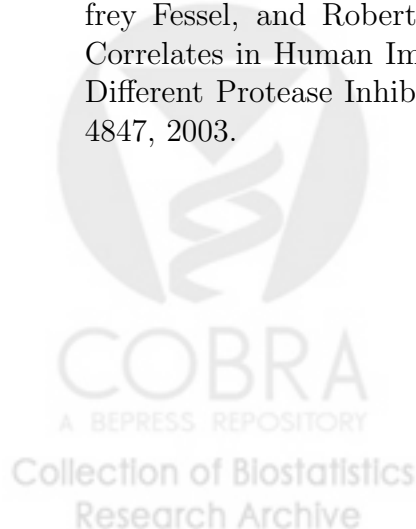 frey Fessel, and Robert
Correlates in Human Im
Different Protease Inhib
4847, 2003.
COBRA
A BEPRESS REPOSITORY
Collection of Biostatistics
Research Archive